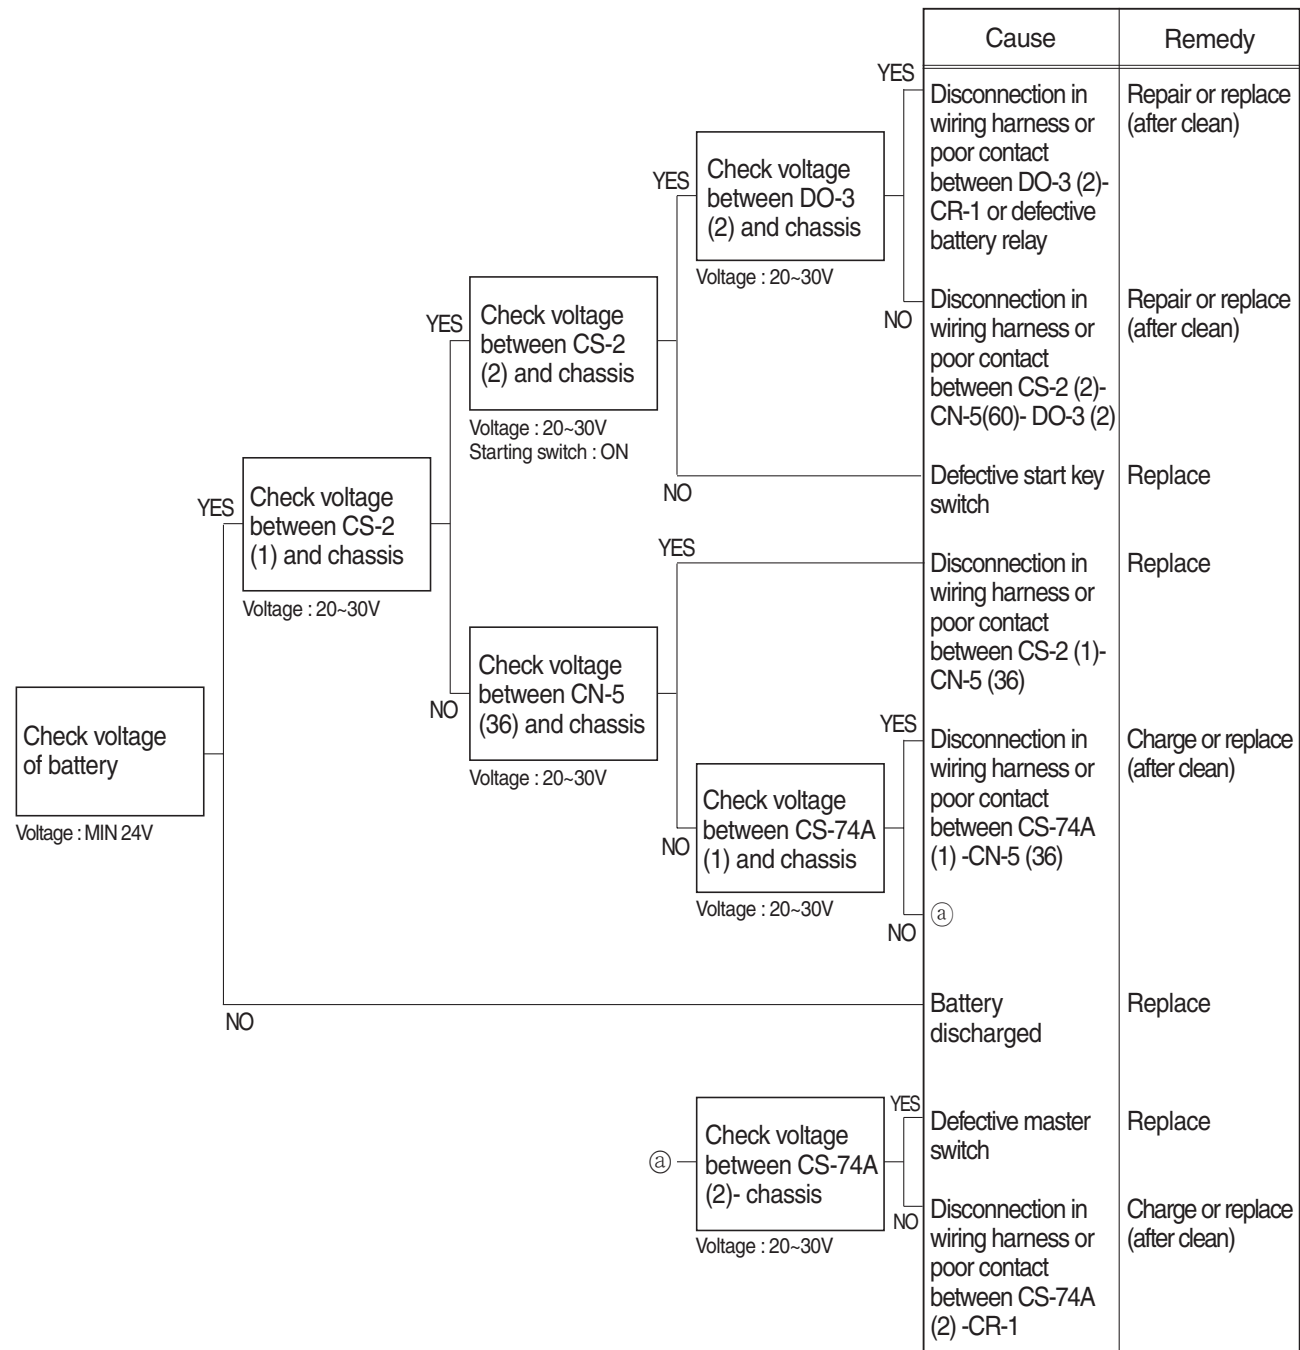 Cause
Remedy
YES
Disconnection in
wiring harness or
poor contact
between DO-3 (2)-
CR-1 or defective
battery relay
Repair or replace
(after clean)
YES
Check voltage
between DO-3
(2) and chassis
Voltage : 20~30V
NO
Disconnection in
wiring harness or
poor contact
between CS-2 (2)-
CN-5(60)- DO-3 (2)
Repair or replace
(after clean)
YES
Check voltage
between CS-2
(2) and chassis
Voltage : 20~30V
Starting switch : ON
NO
Defective start key
switch
Replace
YES
Check voltage
between CS-2
(1) and chassis
Voltage : 20~30V
YES
Disconnection in
wiring harness or
poor contact
between CS-2 (1)-
CN-5 (36)
Replace
NO
Check voltage
between CN-5
(36) and chassis
Voltage : 20~30V
Check voltage
of battery
Voltage : MIN 24V
YES
Disconnection in
wiring harness or
poor contact
between CS-74A
(1) -CN-5 (36)
Charge or replace
(after clean)
NO
Check voltage
between CS-74A
(1) and chassis
Voltage : 20~30V
NO
ⓐ
NO
Battery
discharged
Replace
ⓐ
Check voltage
between CS-74A
(2)- chassis
Voltage : 20~30V
YES
Defective master
switch
Replace
NO
Disconnection in
wiring harness or
poor contact
between CS-74A
(2) -CR-1
Charge or replace
(after clean)